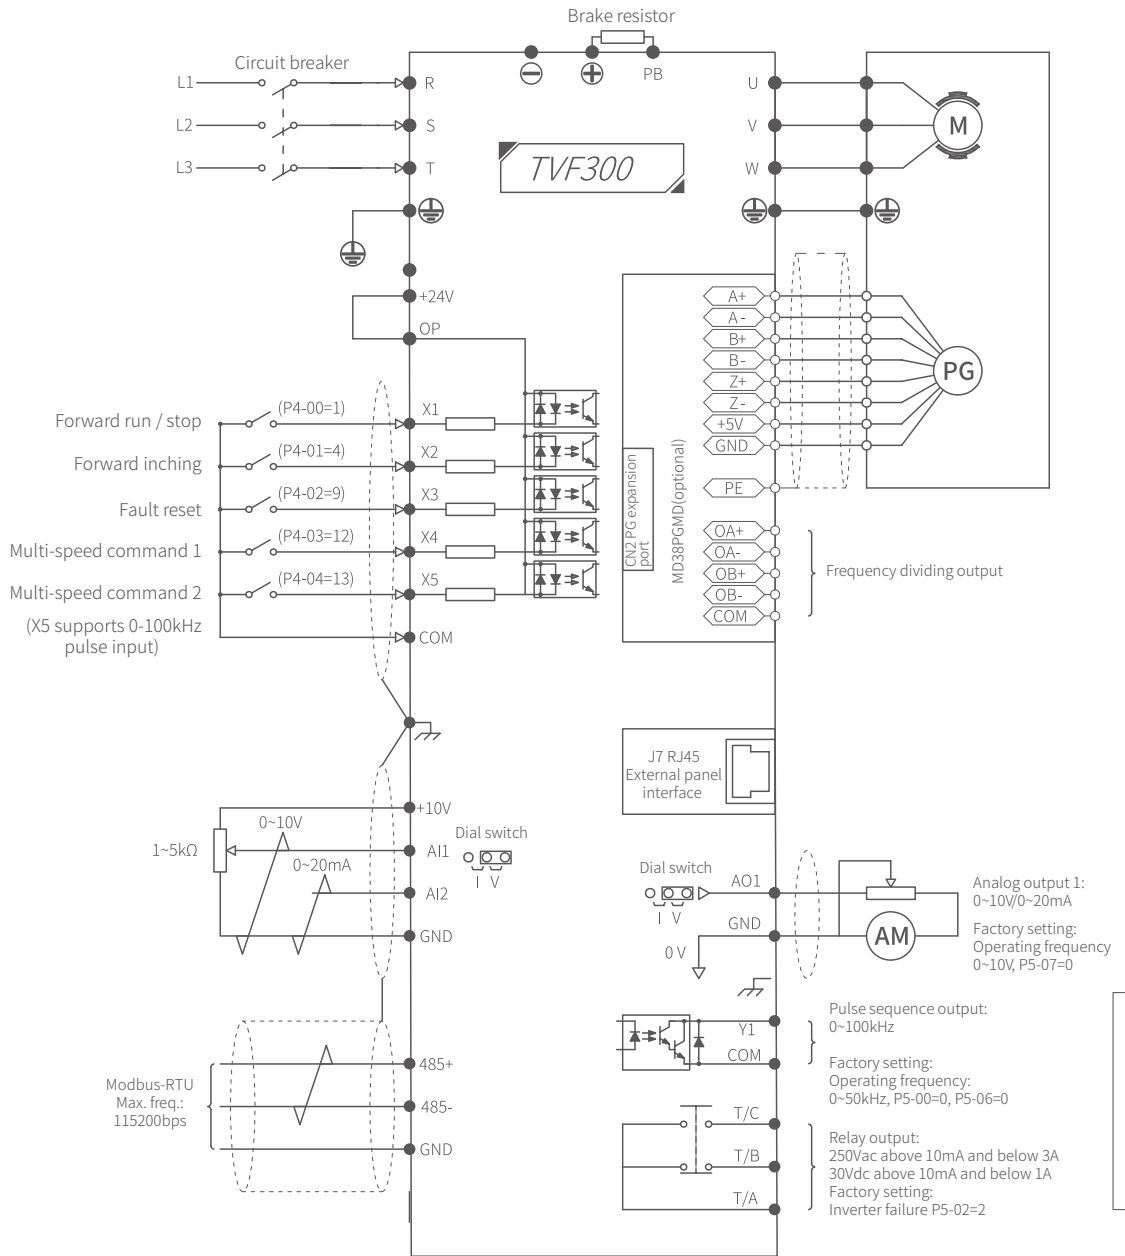 Brake resistor
Circuit breaker
L1
R
PB
U
L2
S
V
M
L3
T
TVF300
W
+24V
OP
A+
A -
B+
B-
Z+
Z -
+5V
GND
PE
PG
Forward run / stop
(P4-00=1)
X1
Forward inching
(P4-01=4)
X2
Fault reset
(P4-02=9)
X3
Multi-speed command 1
(P4-03=12)
X4
Multi-speed command 2
(P4-04=13)
X5
(X5 supports 0-100kHz
pulse input)
COM
CN2 PG expansion
port
MD38PGMD(optional)
OA+
OA-
OB+
OB-
COM
Frequency dividing output
J7 RJ45
External panel
interface
+10V
0~10V
1~5kΩ
AI1
0~20mA
AI2
GND
Dial switch
I V
Dial switch
I V
AO1
GND
0 V
AM
Analog output 1:
0~10V/0~20mA
Factory setting:
Operating frequency
0~10V, P5-07=0
Y1
COM
Pulse sequence output:
0~100kHz
Factory setting:
Operating frequency:
0~50kHz, P5-00=0, P5-06=0
Modbus-RTU
Max. freq.:
115200bps
485+
485-
GND
T/C
T/B
T/A
Relay output:
250Vac above 10mA and below 3A
30Vdc above 10mA and below 1A
Factory setting:
Inverter failure P5-02=2